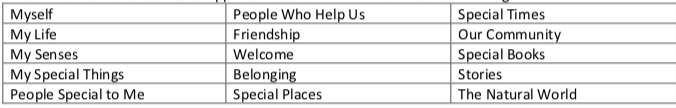 Myself People Who Help Us Special Times
My Life Friendship Our Community
My Senses Welcome Special Books
My Special Things Belonging Stories
People Special to Me Special Places The Natural World